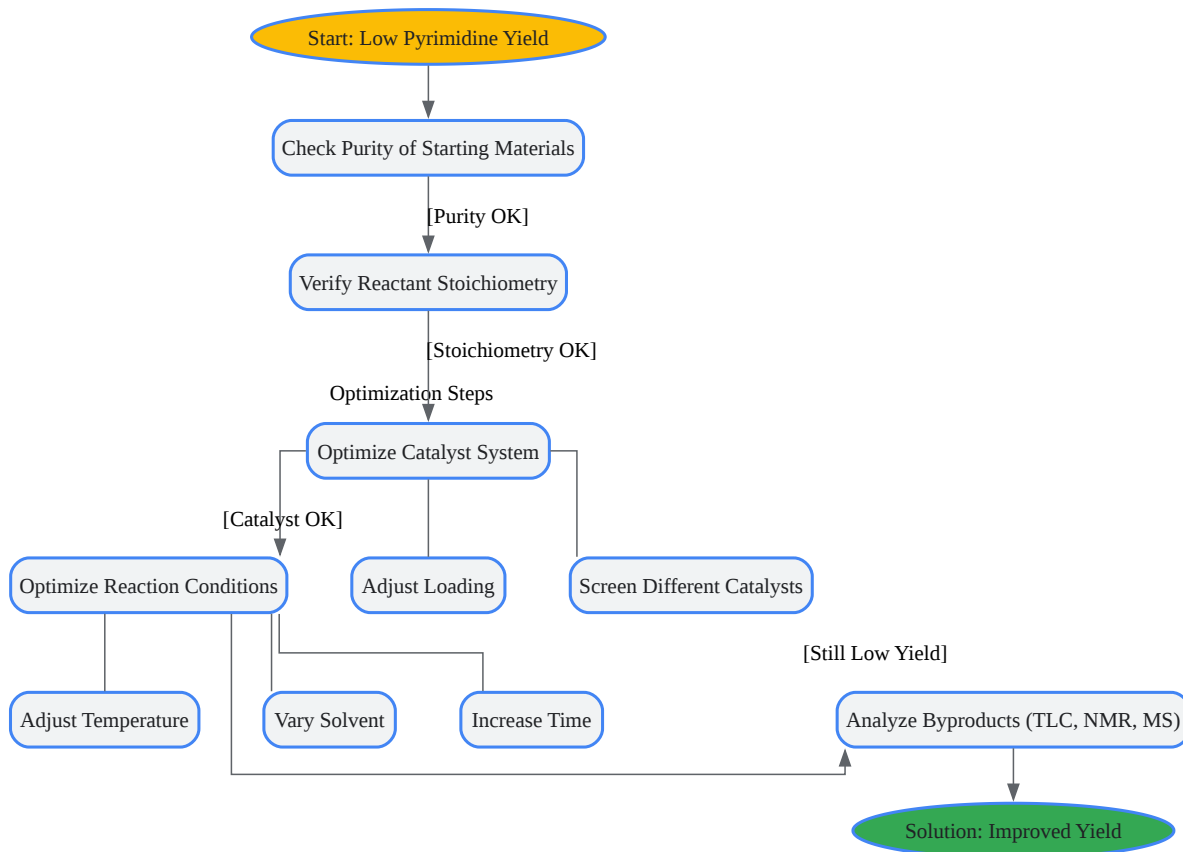 Start: Low Pyrimidine Yield
Check Purity of Starting Materials
[Purity OK]
Verify Reactant Stoichiometry
[Stoichiometry OK]
Optimization Steps
Optimize Catalyst System
[Catalyst OK]
Optimize Reaction Conditions
Adjust Loading
Screen Different Catalysts
[Still Low Yield]
Adjust Temperature
Vary Solvent
Increase Time
Analyze Byproducts (TLC, NMR, MS)
Solution: Improved Yield